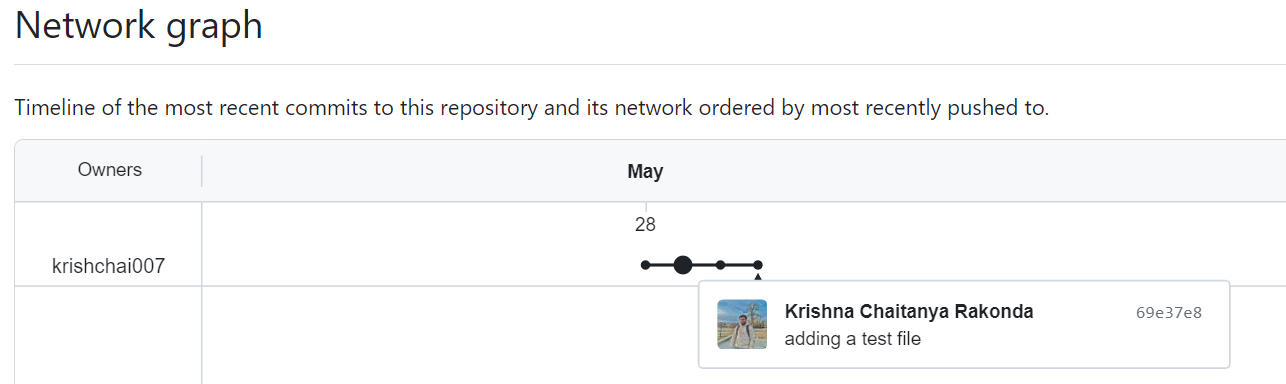 Network graph
Timeline of the most recent commits to this repository and its network ordered by most recently pushed to.
Owners
May
28
krishchai007
Krishna Chaitanya Rakonda
69e37e8
adding a test file